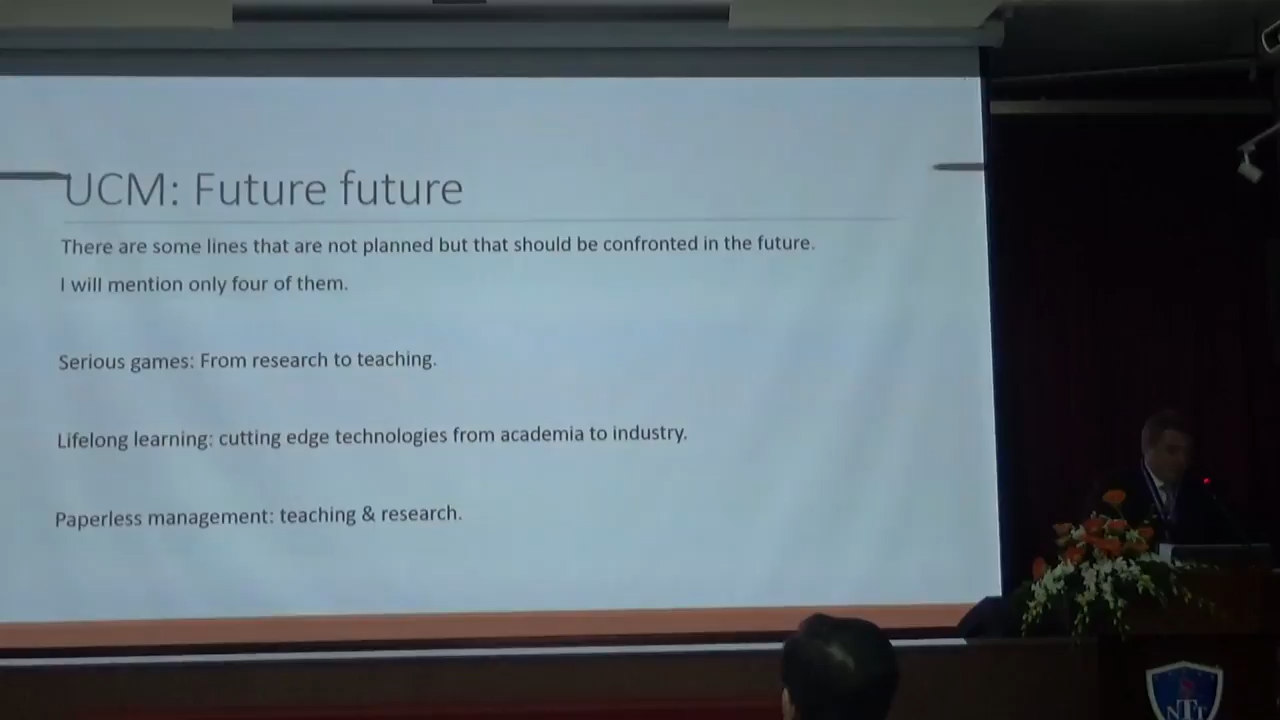 UCM: Future future
There are some lines that are not planned but that should be confronted in the future.
I will mention only four of them.
Serious games: From research to teaching.
Lifelong learning: cutting edge technologies from academia to industry.
Paperless management: teaching & research.
NTT